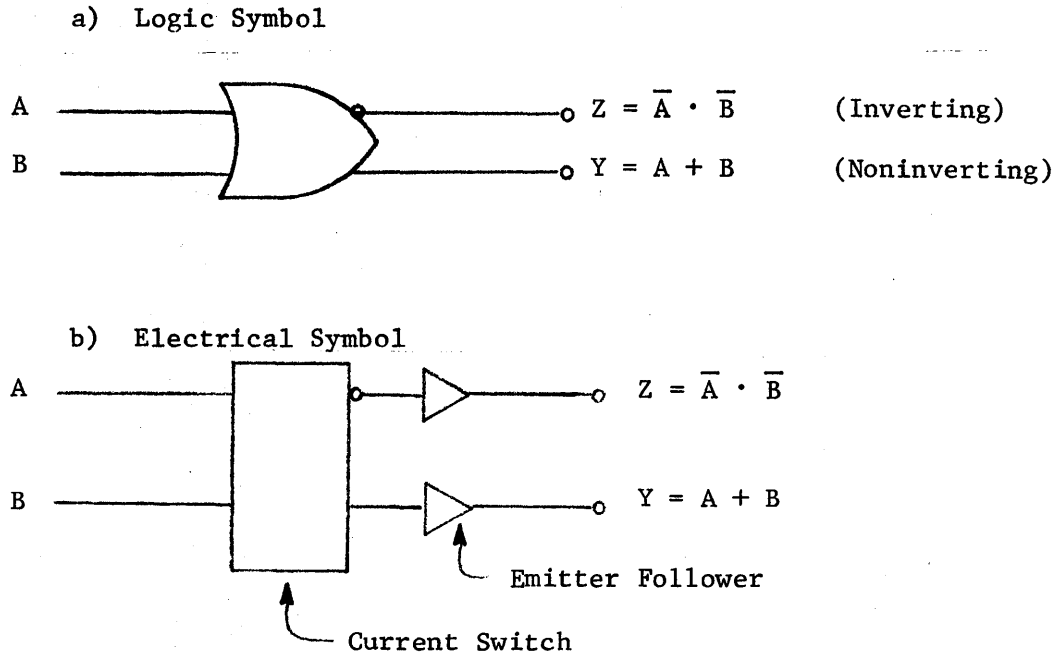 a) Logic Symbol
A
Z = A̅ · B̅ (Inverting)
B
Y = A + B (Noninverting)
b) Electrical Symbol
A
Z = A̅ · B̅
B
Y = A + B
Emitter Follower
Current Switch